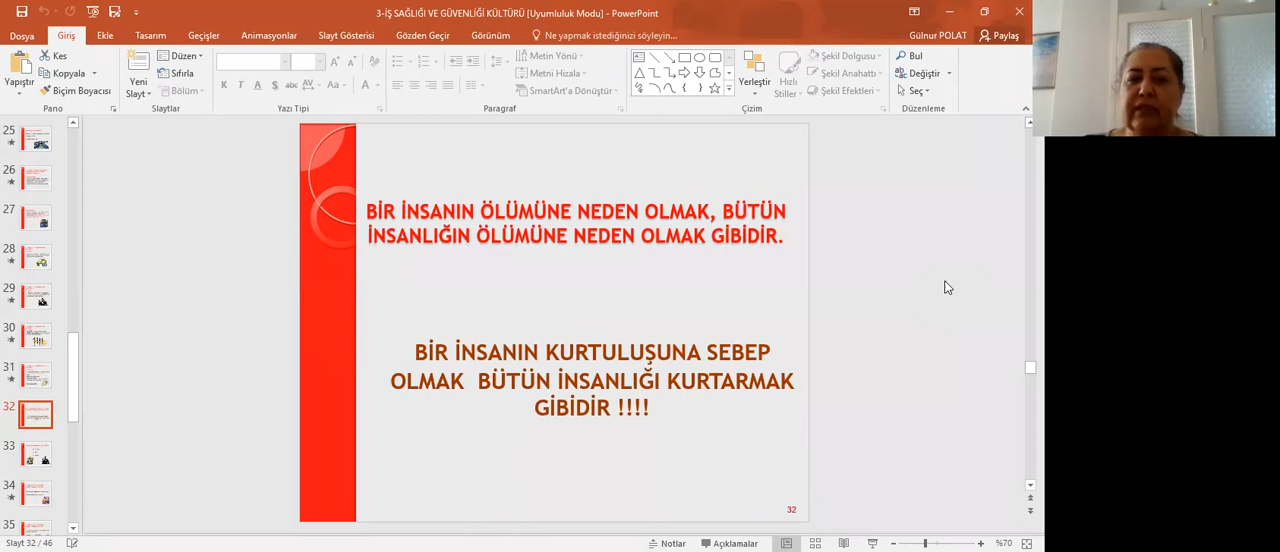 3-İŞ SAĞLIĞI VE GÜVENLİĞİ KÜLTÜRÜ [Uyumluluk Modu] - PowerPoint
Dosya Giriş Ekle Tasarım Geçişler Animasyonlar Slayt Gösterisi Gözden Geçir Görünüm Ne yapmak istediğinizi söyleyin... Gülnur POLAT Paylaş
Yapıştır
Kes
Kopyala
Biçim Boyacısı
Pano
Yeni Slayt
Düzen
Sıfırla
Bölüm
Slaytlar
K T A S abc AV Aa A
Yazı Tipi
Metin Yönü
Metni Hizala
SmartArt'a Dönüştür
Paragraf
Yerleştir
Hızlı Stiller
Şekil Dolgusu
Şekil Anahattı
Şekil Efektleri
Çizim
Bul
Değiştir
Seç
Düzenleme
25
26
27
28
29
30
31
32
33
34
35
BİR İNSANIN ÖLÜMÜNE NEDEN OLMAK, BÜTÜN
İNSANLIĞIN ÖLÜMÜNE NEDEN OLMAK GİBİDİR.
BİR İNSANIN KURTULUŞUNA SEBEP
OLMAK BÜTÜN İNSANLIĞI KURTARMAK
GİBİDİR !!!!
32
Slayt 32 / 46 Notlar Açıklamalar %70